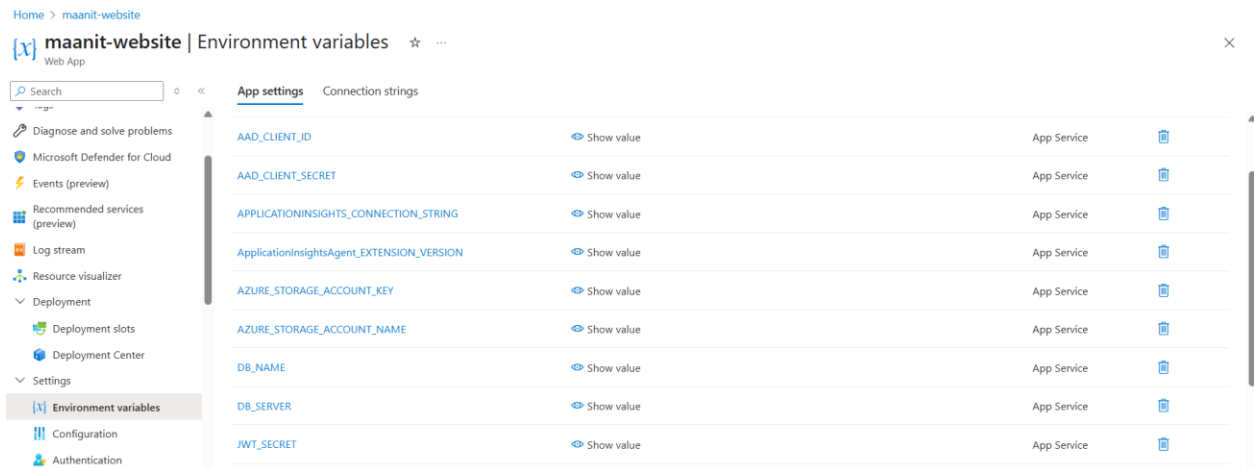 Home > maanit-website
maanit-website | Environment variables
Web App
Search
App settings
Connection strings
Diagnose and solve problems
Microsoft Defender for Cloud
Events (preview)
Recommended services
(preview)
Log stream
Resource visualizer
Deployment
Deployment slots
Deployment Center
Settings
Environment variables
Configuration
Authentication
AAD_CLIENT_ID Show value App Service
AAD_CLIENT_SECRET Show value App Service
APPLICATIONINSIGHTS_CONNECTION_STRING Show value App Service
ApplicationInsightsAgent_EXTENSION_VERSION Show value App Service
AZURE_STORAGE_ACCOUNT_KEY Show value App Service
AZURE_STORAGE_ACCOUNT_NAME Show value App Service
DB_NAME Show value App Service
DB_SERVER Show value App Service
JWT_SECRET Show value App Service